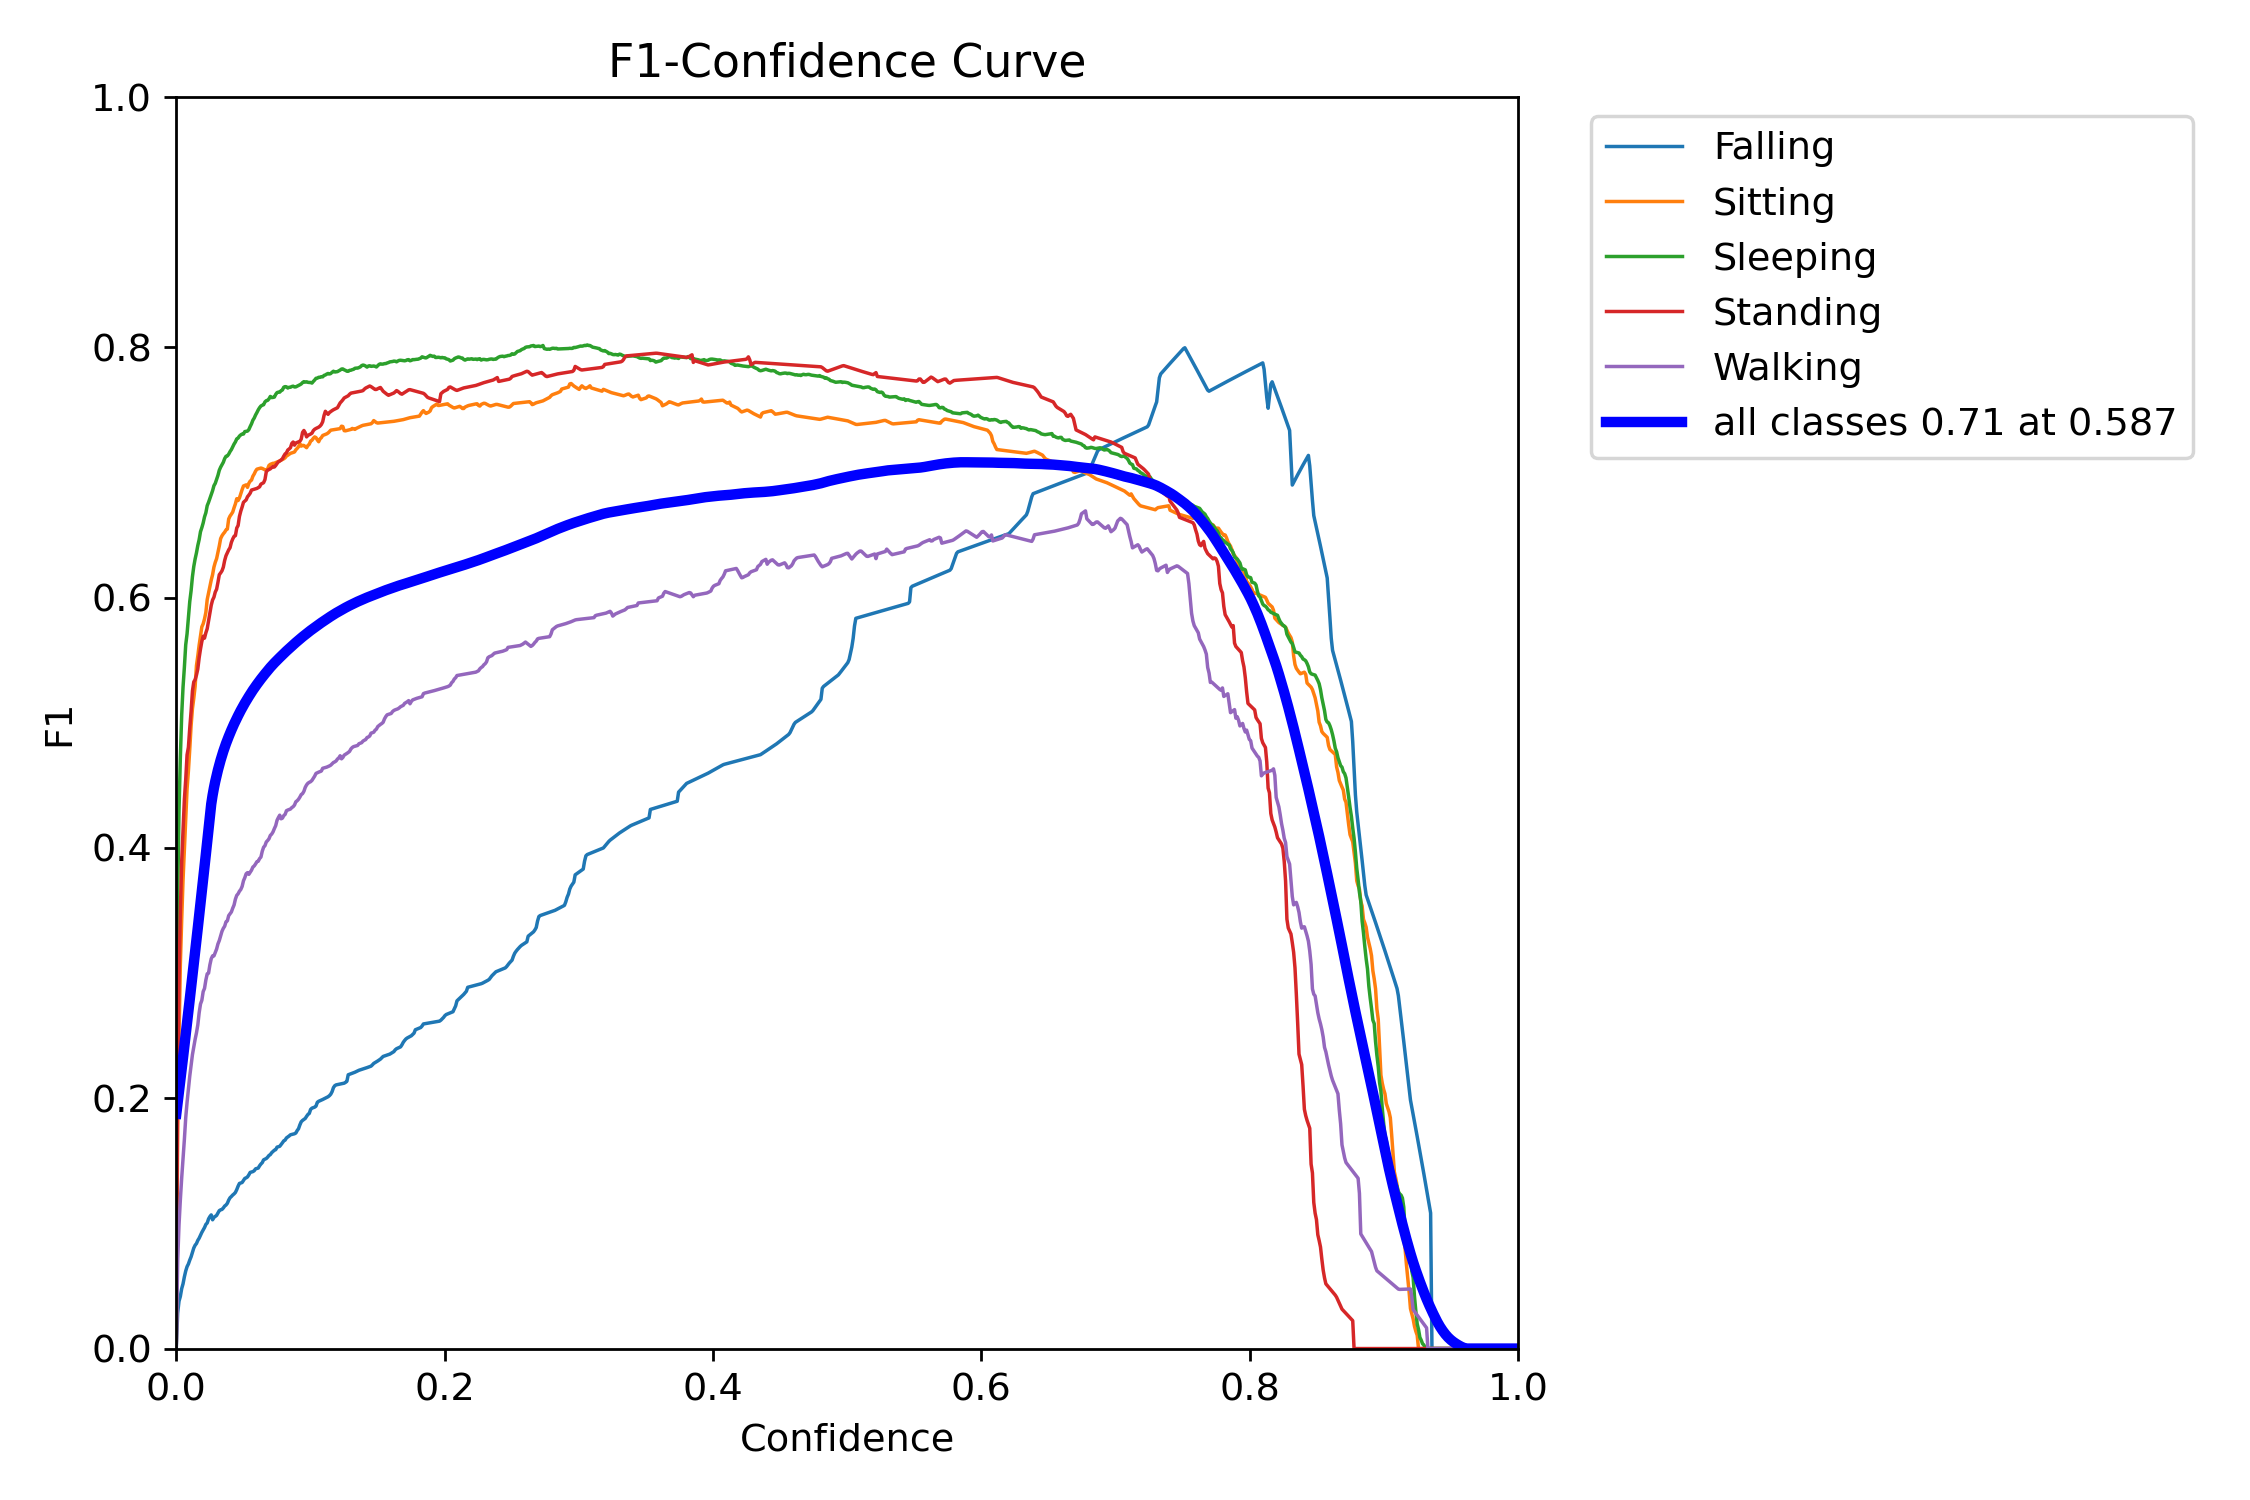 F1-Confidence Curve
1.0
0.8
0.6
0.4
0.2
0.0
F1
0.0 0.2 0.4 0.6 0.8 1.0
Confidence
Falling
Sitting
Sleeping
Standing
Walking
all classes 0.71 at 0.587